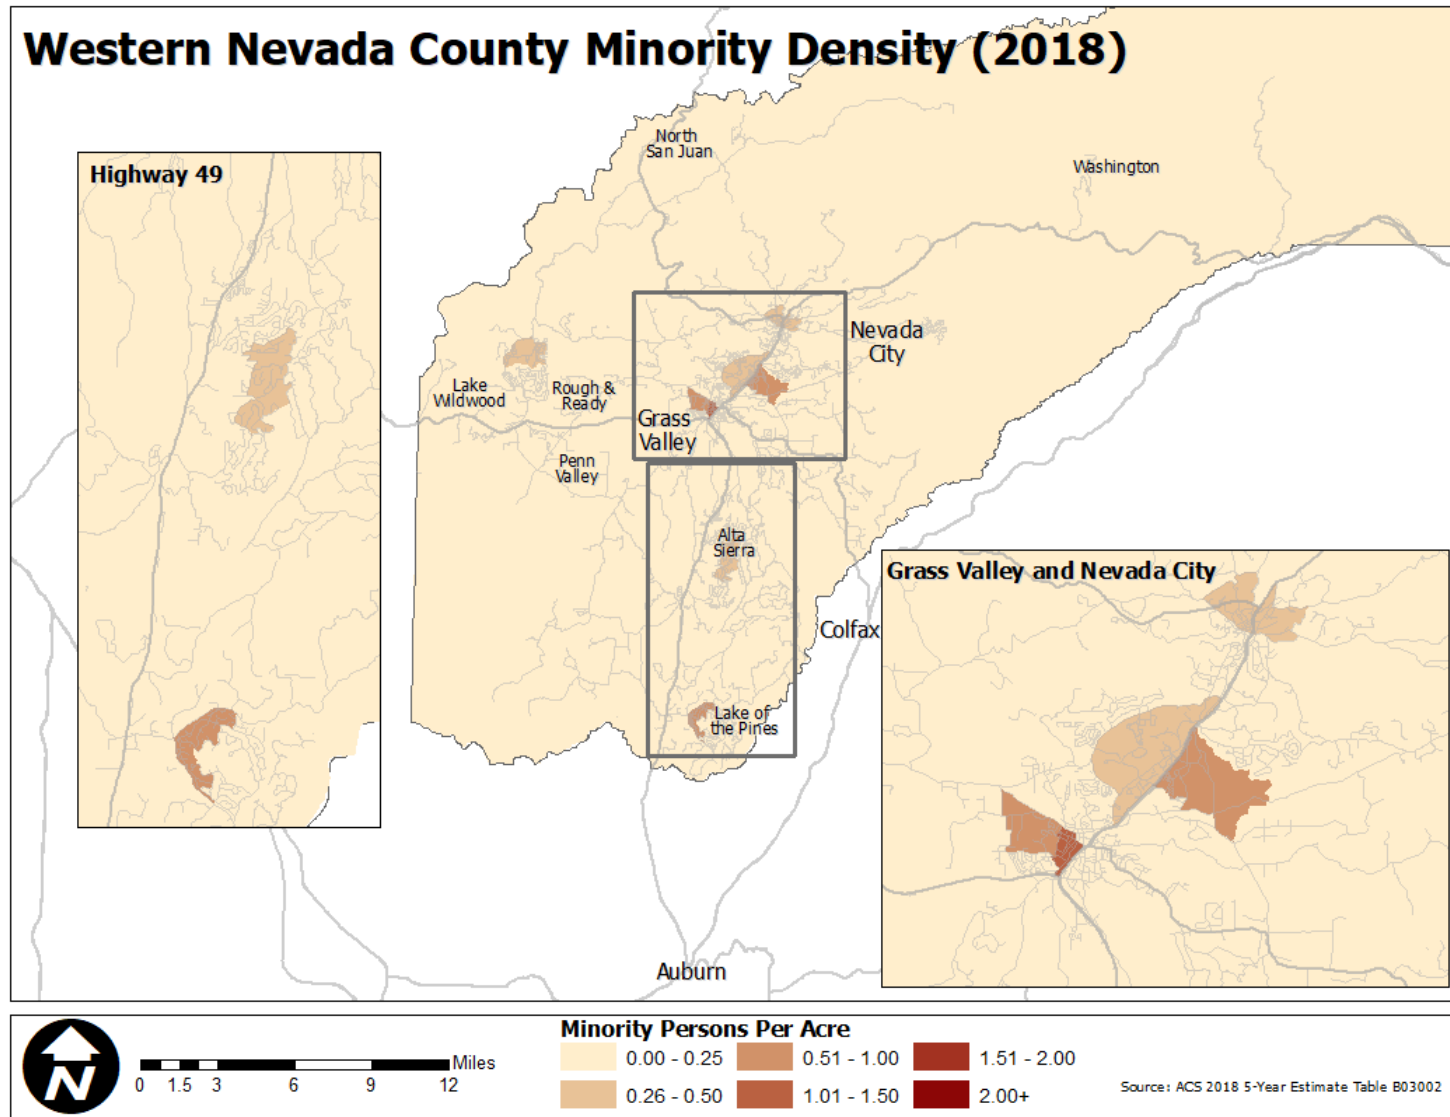 Western Nevada County Minority Density (2018)
North
San Juan
Washington
Highway 49
Nevada
City
Lake
Wildwood
Rough &
Ready
Grass
Valley
Penn
Valley
Alta
Sierra
Grass Valley and Nevada City
Colfax
Lake of
the Pines
Auburn
N
Miles
0 1.5 3 6 9 12
Minority Persons Per Acre
0.00 - 0.25
0.51 - 1.00
1.51 - 2.00
0.26 - 0.50
1.01 - 1.50
2.00+
Source: ACS 2018 5-Year Estimate Table B03002